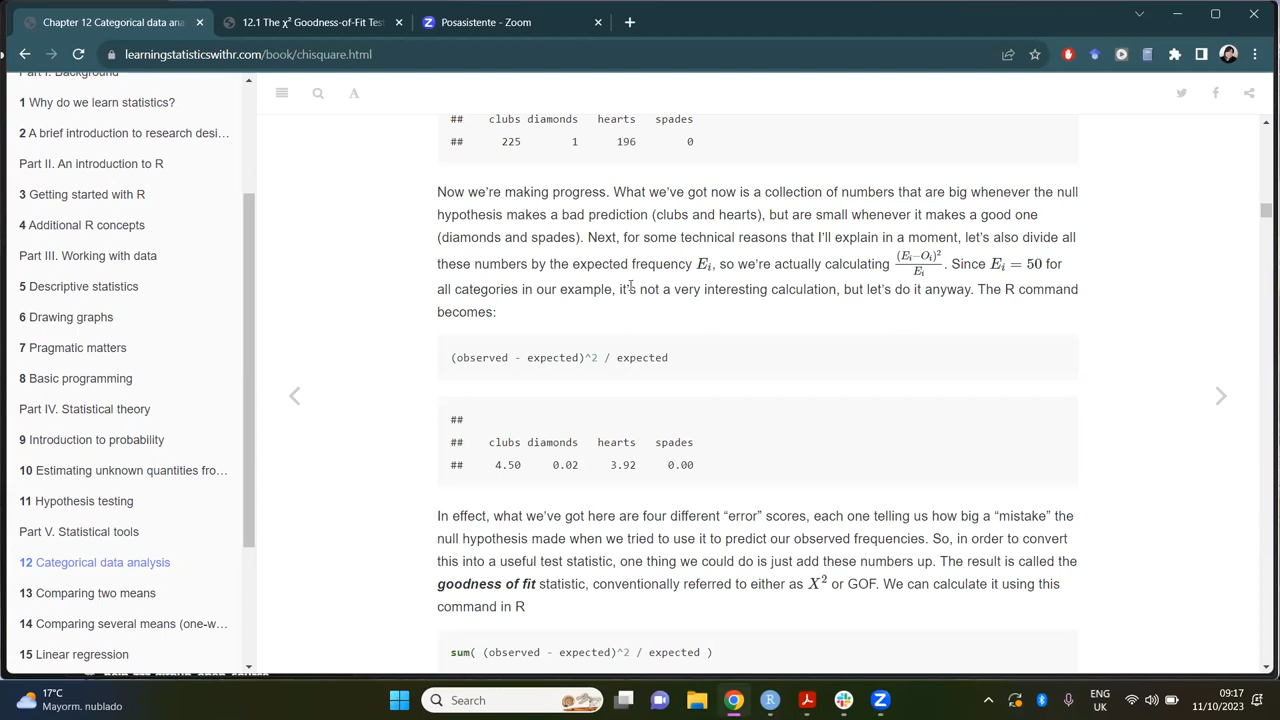 Chapter 12 Categorical data ana
12.1 The χ² Goodness-of-Fit Tes
Posasistente - Zoom
learningstatisticswithr.com/book/chisquare.html
Part I. Background
1 Why do we learn statistics?
2 A brief introduction to research desi...
Part II. An introduction to R
3 Getting started with R
4 Additional R concepts
Part III. Working with data
5 Descriptive statistics
6 Drawing graphs
7 Pragmatic matters
8 Basic programming
Part IV. Statistical theory
9 Introduction to probability
10 Estimating unknown quantities fro...
11 Hypothesis testing
Part V. Statistical tools
12 Categorical data analysis
13 Comparing two means
14 Comparing several means (one-w...
15 Linear regression
A
## clubs diamonds hearts spades
## 225 1 196 0
Now we’re making progress. What we’ve got now is a collection of numbers that are big whenever the null
hypothesis makes a bad prediction (clubs and hearts), but are small whenever it makes a good one
(diamonds and spades). Next, for some technical reasons that I’ll explain in a moment, let’s also divide all
these numbers by the expected frequency Eᵢ, so we’re actually calculating (Eᵢ−Oᵢ)²/Eᵢ. Since Eᵢ = 50 for
all categories in our example, it’s not a very interesting calculation, but let’s do it anyway. The R command
becomes:
(observed - expected)^2 / expected
##
## clubs diamonds hearts spades
## 4.50 0.02 3.92 0.00
In effect, what we’ve got here are four different “error” scores, each one telling us how big a “mistake” the
null hypothesis made when we tried to use it to predict our observed frequencies. So, in order to convert
this into a useful test statistic, one thing we could do is just add these numbers up. The result is called the
goodness of fit statistic, conventionally referred to either as X² or GOF. We can calculate it using this
command in R
sum( (observed - expected)^2 / expected )
17°C
Mayorm. nublado
Search
ENG
UK
09:17
11/10/2023